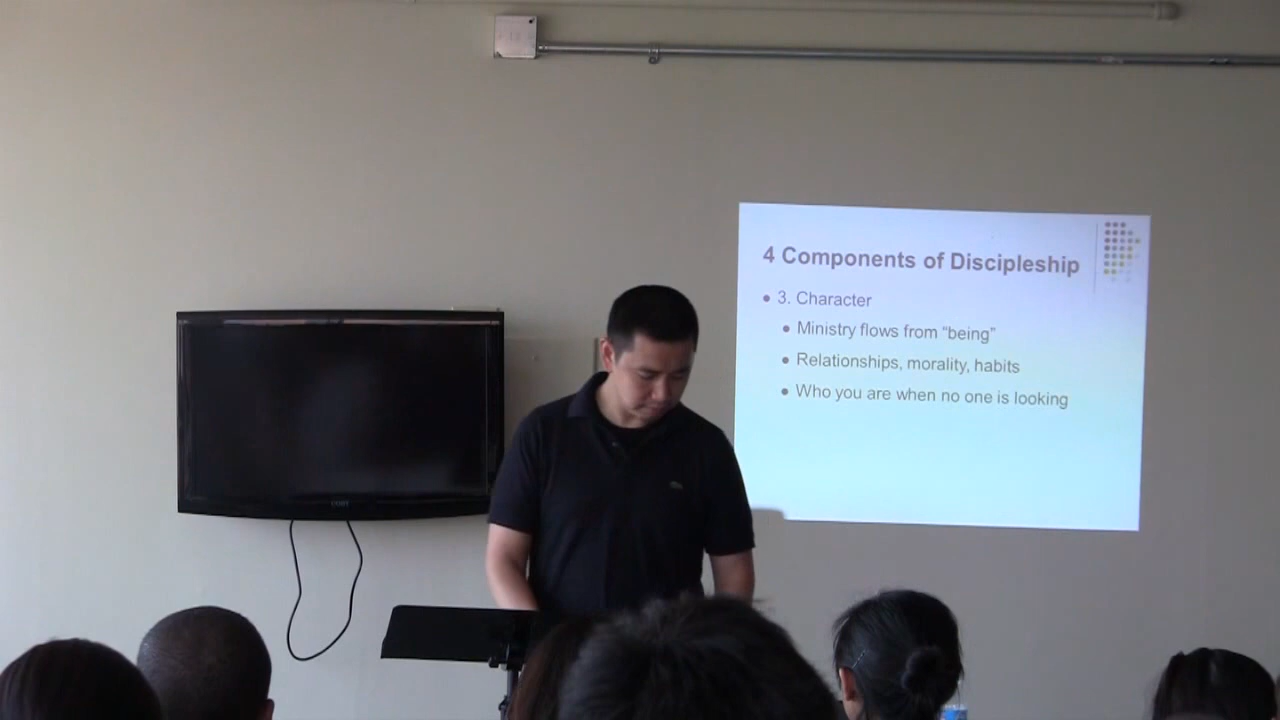 4 Components of Discipleship
3. Character
Ministry flows from “being”
Relationships, morality, habits
Who you are when no one is looking